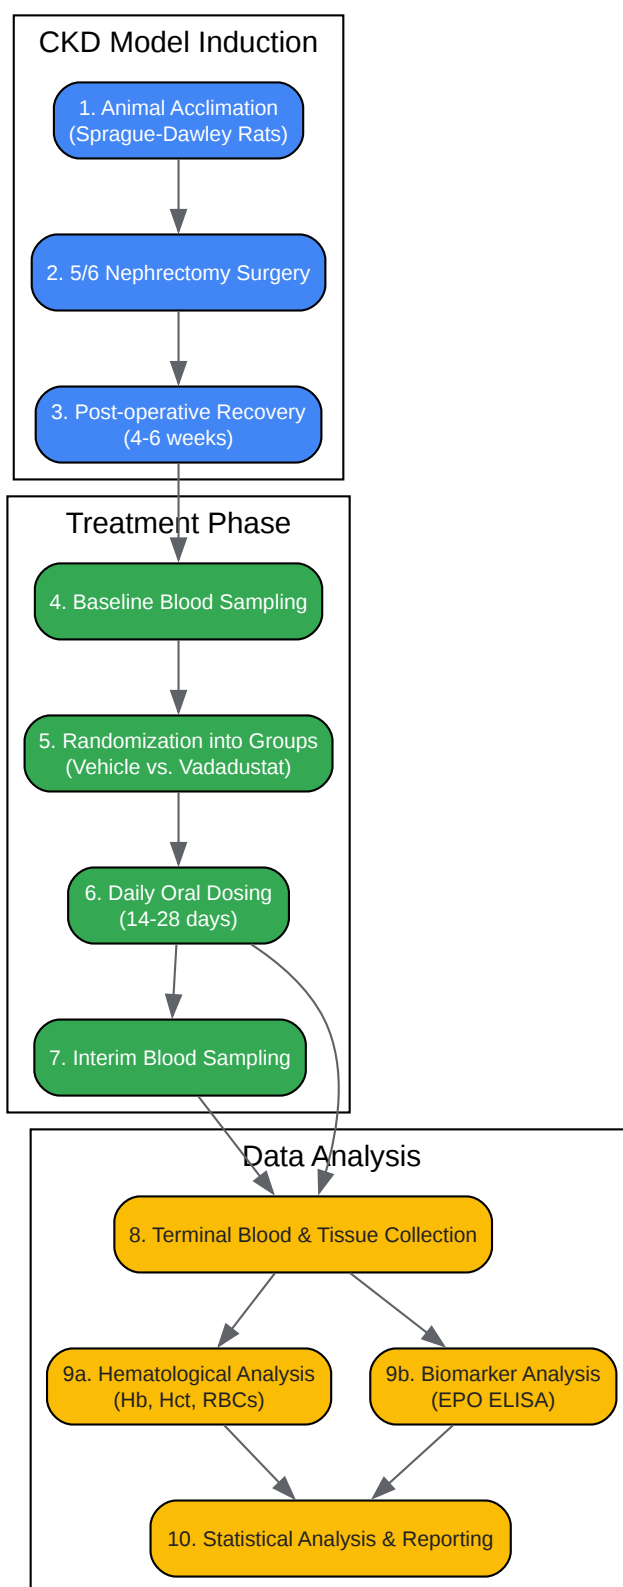 CKD Model Induction
1. Animal Acclimation
(Sprague-Dawley Rats)
2. 5/6 Nephrectomy Surgery
3. Post-operative Recovery
(4-6 weeks)
Treatment Phase
4. Baseline Blood Sampling
5. Randomization into Groups
(Vehicle vs. Vadadustat)
6. Daily Oral Dosing
(14-28 days)
7. Interim Blood Sampling
Data Analysis
8. Terminal Blood & Tissue Collection
9a. Hematological Analysis
(Hb, Hct, RBCs)
9b. Biomarker Analysis
(EPO ELISA)
10. Statistical Analysis & Reporting